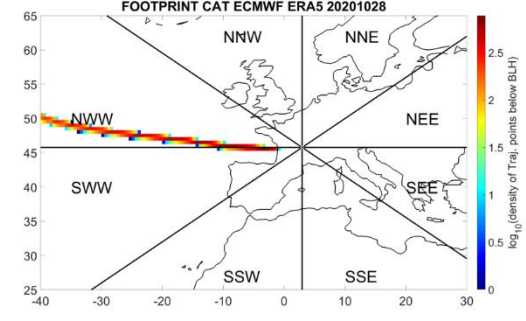 FOOTPRINT CAT ECMWF ERA5 20201028
65
60
55
50
45
40
35
30
25
-40
-30
-20
-10
0
10
20
30
NNW
NNE
NWW
NEE
SWW
SEE
SSW
SSE
2.5
2
1.5
1
0.5
0
log10(density of Traj. points below BLH)